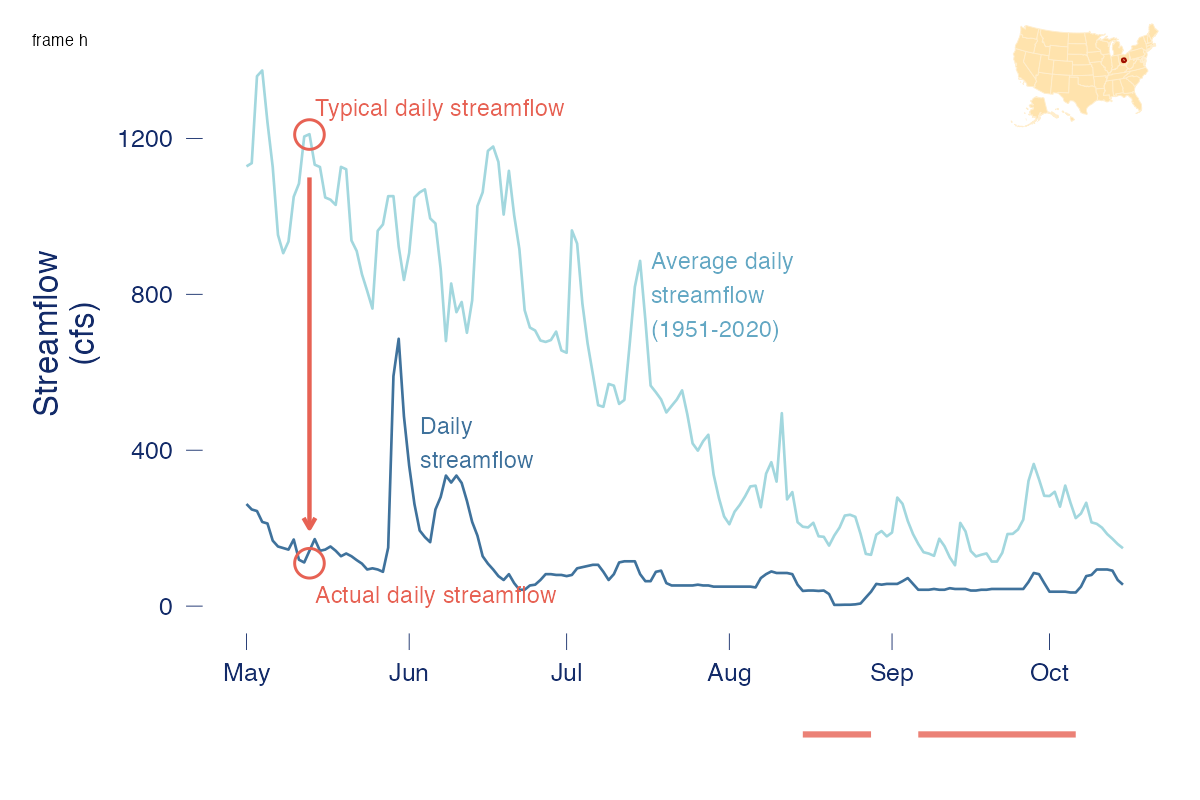 frame h
Typical daily streamflow
1200
Average daily
streamflow
(1951-2020)
800
Streamflow
(cfs)
Daily
streamflow
400
Actual daily streamflow
0
May
Jun
Jul
Aug
Sep
Oct